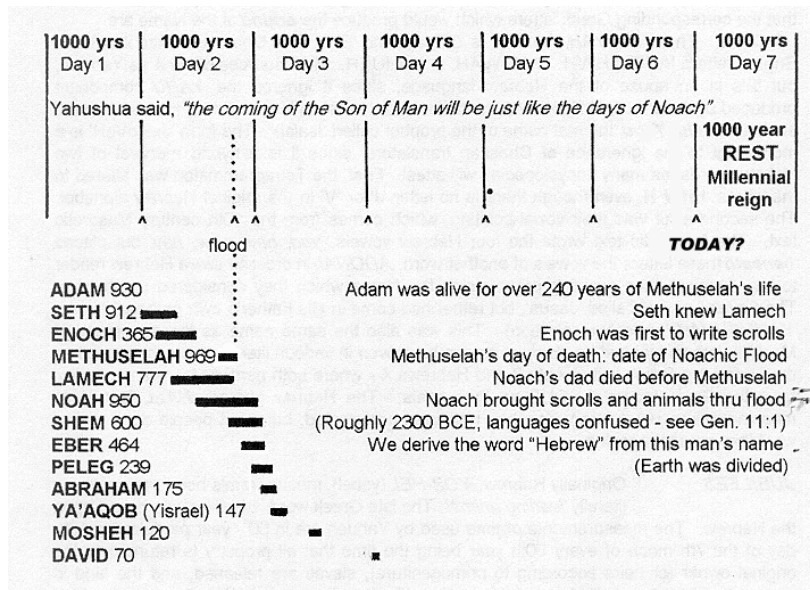 1000 yrs 1000 yrs 1000 yrs 1000 yrs 1000 yrs 1000 yrs 1000 yrs
Day 1 Day 2 Day 3 Day 4 Day 5 Day 6 Day 7
Yahushua said, "the coming of the Son of Man will be just like the days of Noach".
1000 year
REST
Millennial
reign
flood
TODAY?
ADAM 930 Adam was alive for over 240 years of Methuselah's life
SETH 912 Seth knew Lamech
ENOCH 365 Enoch was first to write scrolls
METHUSELAH 969 Methuselah's day of death: date of Noachic Flood
LAMECH 777 Noach's dad died before Methuselah
NOAH 950 Noach brought scrolls and animals thru flood
SHEM 600 (Roughly 2300 BCE, languages confused - see Gen. 11:1)
EBER 464 We derive the word "Hebrew" from this man's name
PELEG 239 (Earth was divided)
ABRAHAM 175
YA'AQOB (Yisrael) 147
MOSHEH 120
DAVID 70